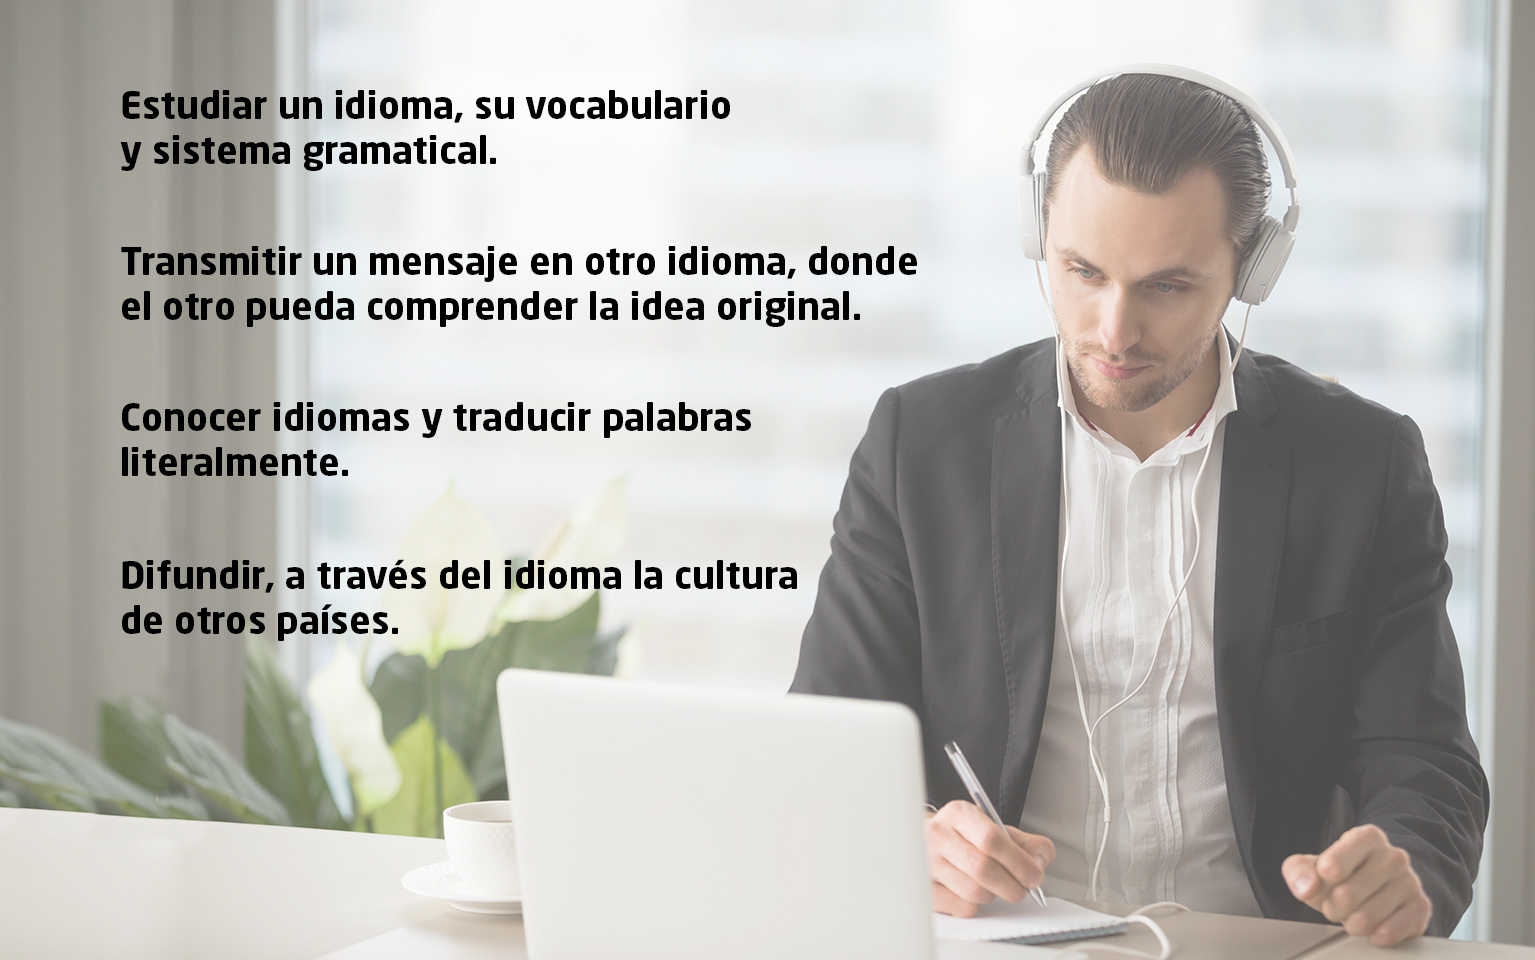 Estudiar un idioma, su vocabulario
y sistema gramatical.
Transmitir un mensaje en otro idioma, donde
el otro pueda comprender la idea original.
Conocer idiomas y traducir palabras
literalmente.
Difundir, a través del idioma la cultura
de otros países.